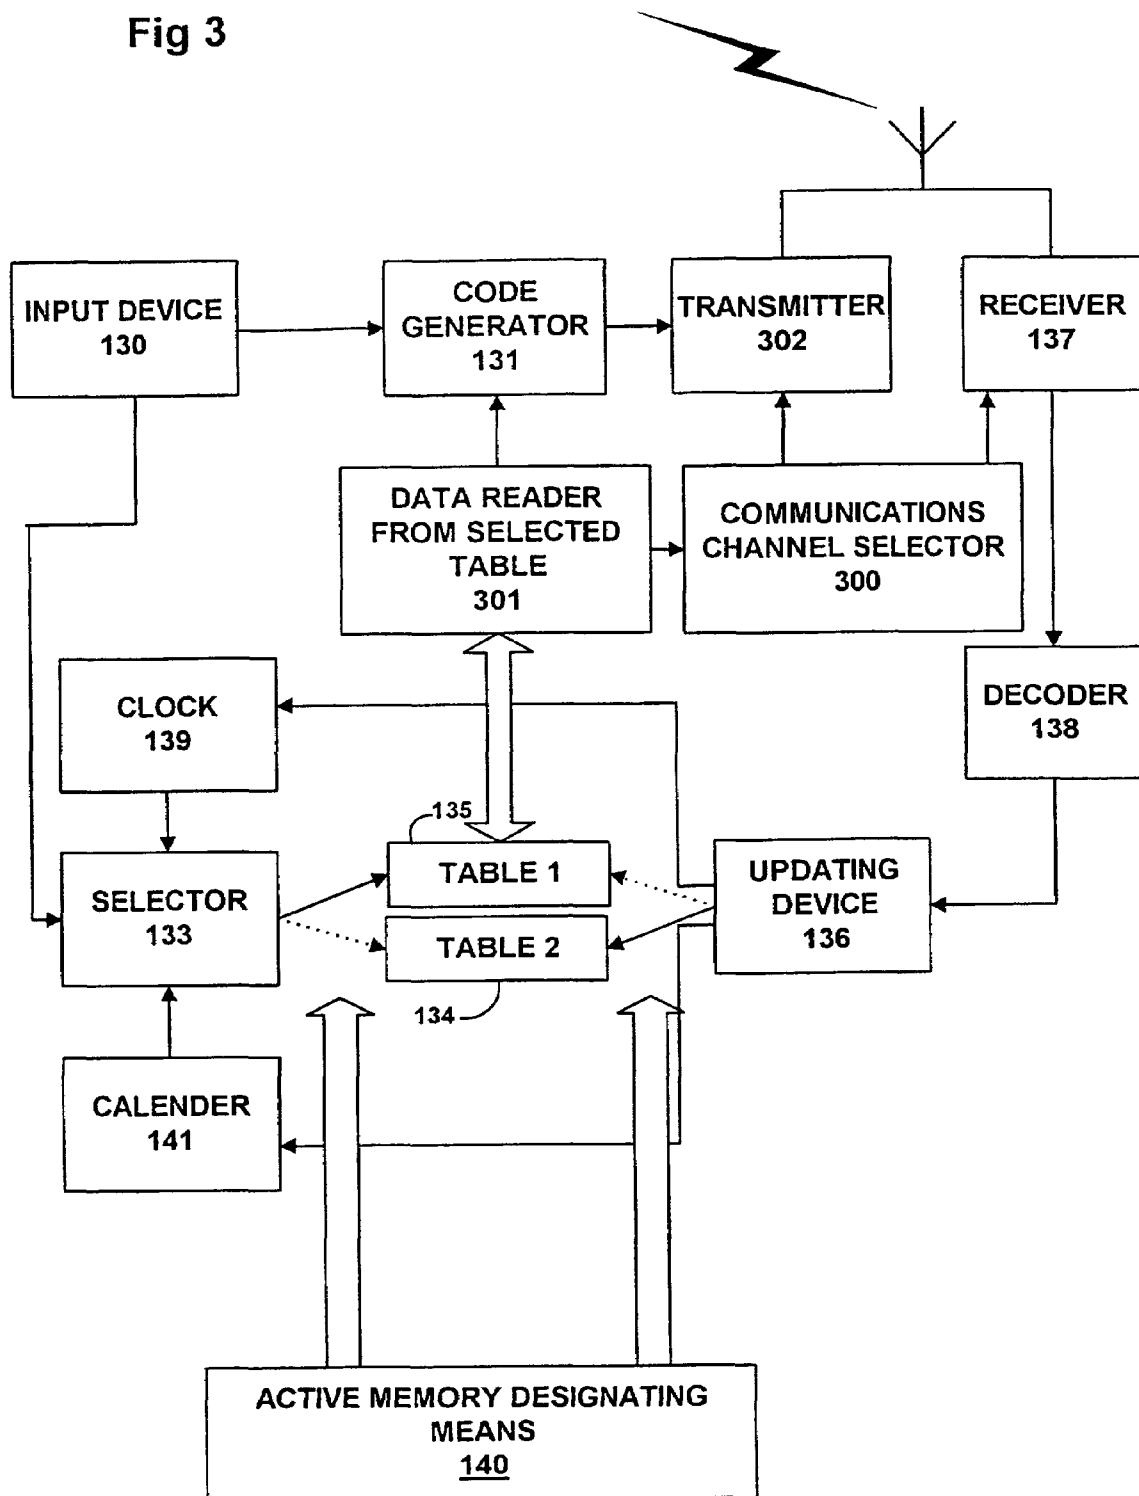 Fig 3
INPUT DEVICE
130
CODE
GENERATOR
131
TRANSMITTER
302
RECEIVER
137
DATA READER
FROM SELECTED
TABLE
301
COMMUNICATIONS
CHANNEL SELECTOR
300
CLOCK
139
DECODER
138
135
TABLE 1
SELECTOR
133
TABLE 2
134
UPDATING
DEVICE
136
CALENDER
141
ACTIVE MEMORY DESIGNATING
MEANS
140